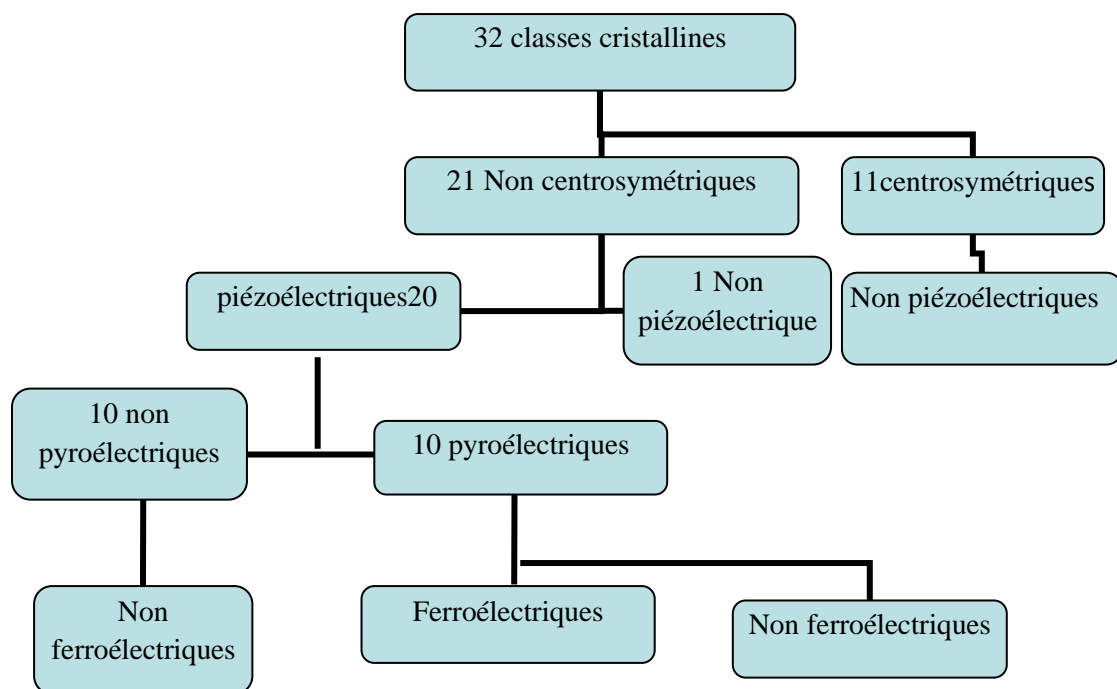 32 classes cristallines
21 Non centrosymétriques
11centrosymétriques
piézoélectriques20
1 Non
piézoélectrique
Non piézoélectriques
10 non
pyroélectriques
10 pyroélectriques
Non
ferroélectriques
Ferroélectriques
Non ferroélectriques